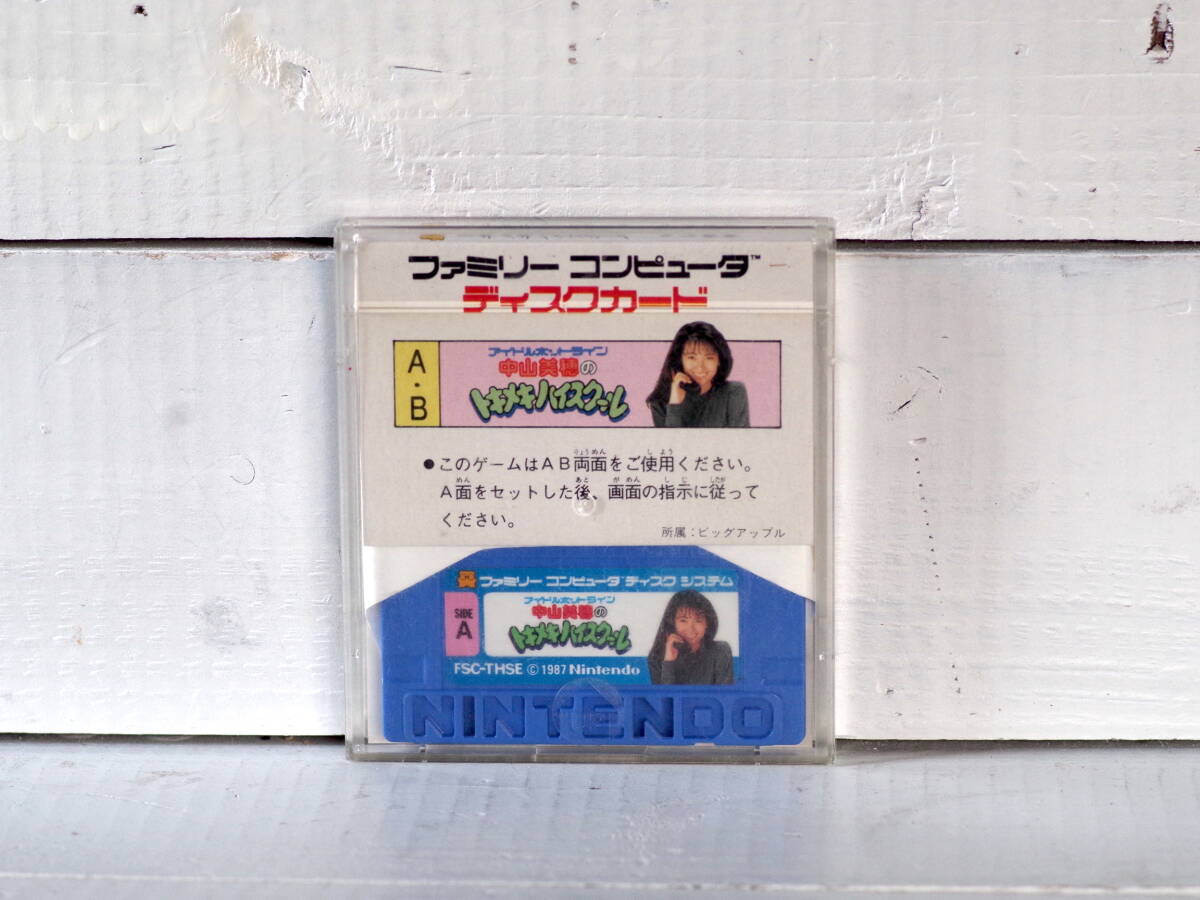 ファミリー コンピュータ™
ディスクカード
A・B
アイドルホットライン
中山美穂の
トキメキハイスクール
●このゲームはAB両面をご使用ください。
A面をセットした後、画面の指示に従って
ください。
所属：ビッグアップル
ファミリー コンピュータ™ ディスク システム
SIDE
A
アイドルホットライン
中山美穂の
トキメキハイスクール
FSC-THSE © 1987 Nintendo
NINTENDO